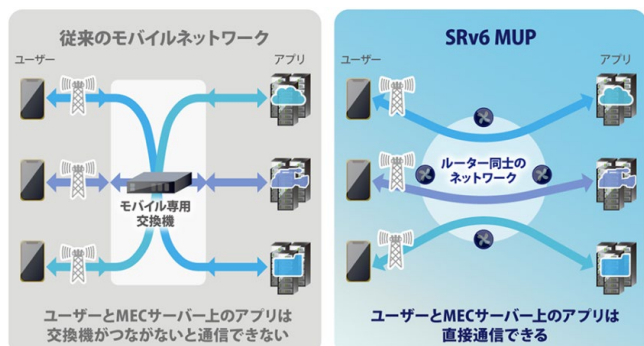 従来のモバイルネットワーク
ユーザー
アプリ
モバイル専用
交換機
ユーザーとMECサーバー上のアプリは
交換機がつながないと通信できない
SRv6 MUP
ユーザー
アプリ
ルーター同士の
ネットワーク
ユーザーとMECサーバー上のアプリは
直接通信できる